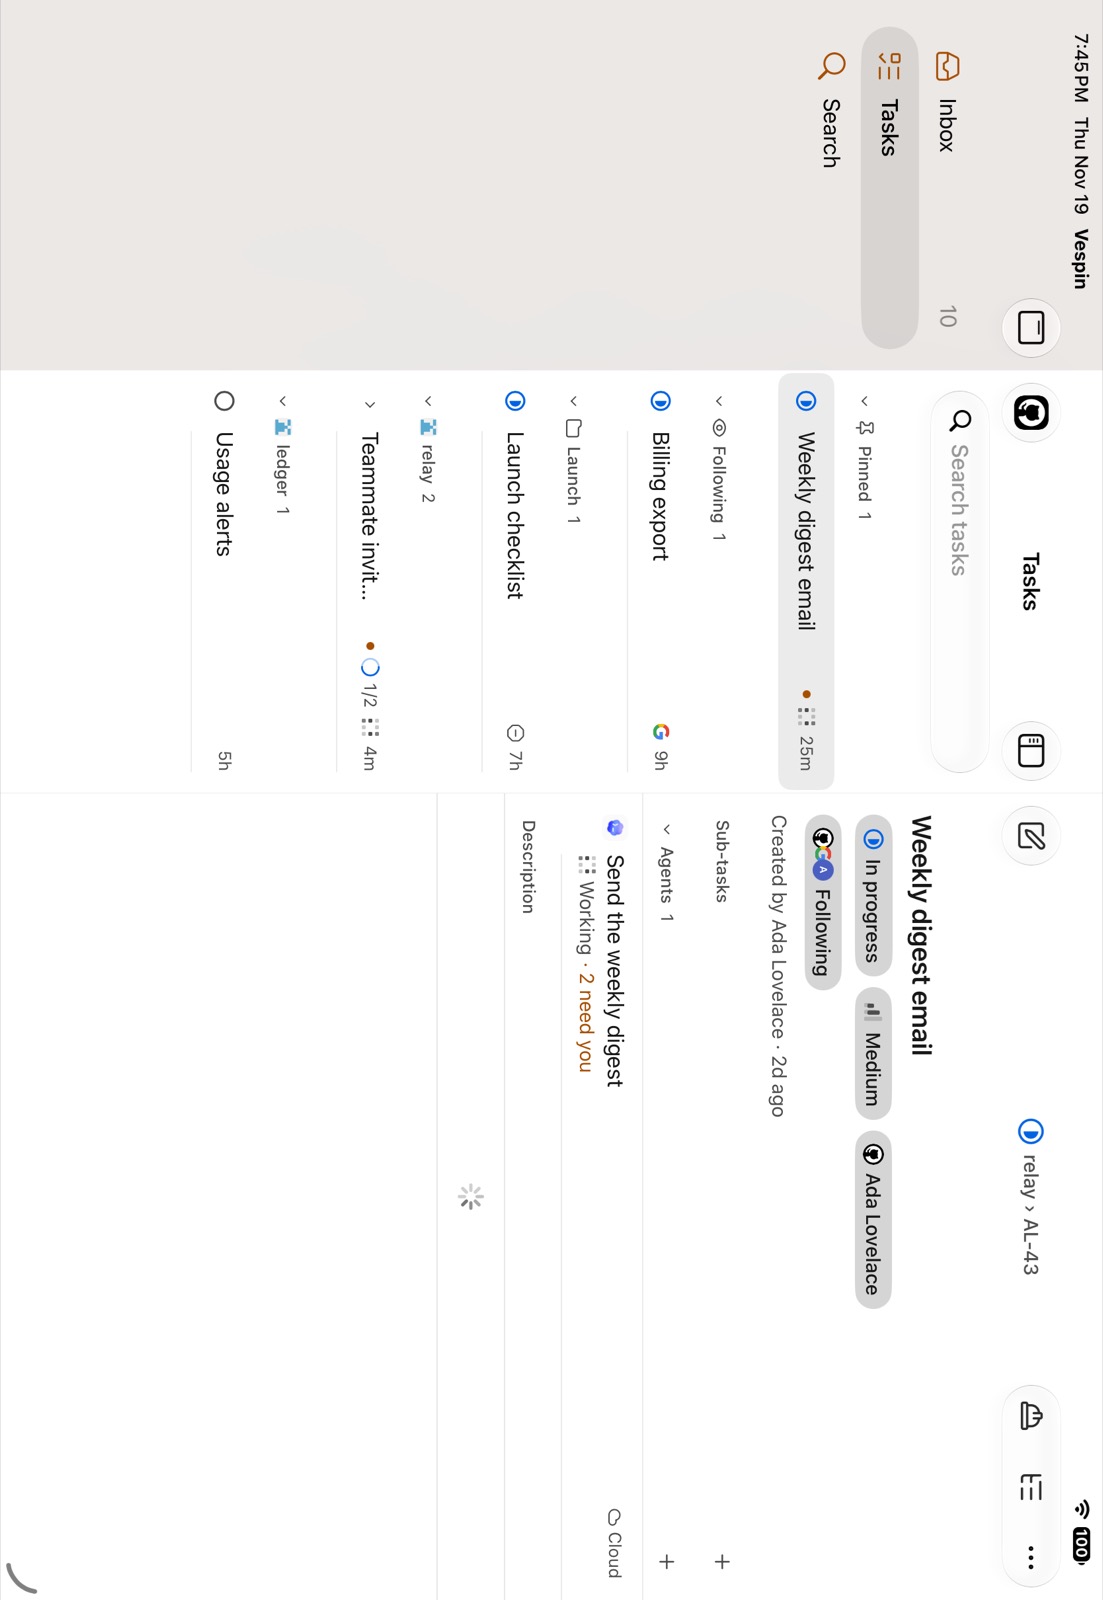 7:45 PM Thu Nov 19 Vespin
100
Inbox 10
Tasks
Search
Tasks
Search tasks
Pinned 1
Weekly digest email 25m
Following 1
Billing export 9h
Launch 1
Launch checklist 7h
relay 2
Teammate invit... 1/2 4m
ledger 1
Usage alerts 5h
relay › AL-43
Weekly digest email
In progress Medium Ada Lovelace
A Following
Created by Ada Lovelace · 2d ago
Sub-tasks
Agents 1
Send the weekly digest Cloud
Working · 2 need you
Description